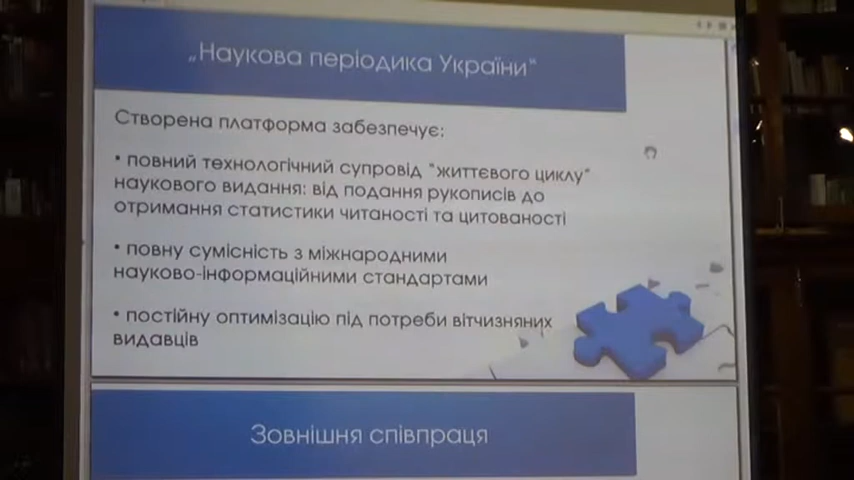 „Наукова періодика України“
Створена платформа забезпечує:
• повний технологічний супровід "життєвого циклу"
наукового видання: від подання рукописів до
отримання статистики читаності та цитованості
• повну сумісність з міжнародними
науково-інформаційними стандартами
• постійну оптимізацію під потреби вітчизняних
видавців
Зовнішня співпраця